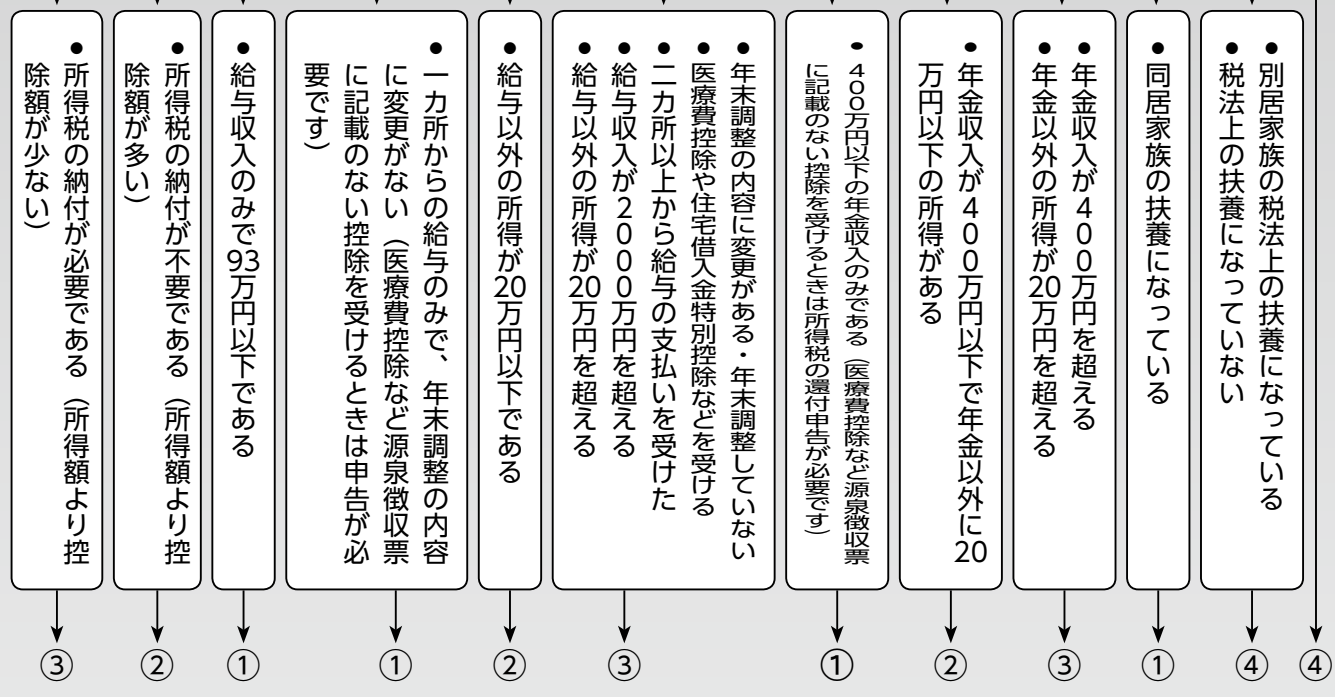 ● 別居家族の税法上の扶養になっている
● 税法上の扶養になっていない
● 同居家族の扶養になっている
● 年金収入が４００万円を超える
● 年金以外の所得が20万円を超える
● 年金収入が４００万円以下で年金以外に20
万円以下の所得がある
● ４００万円以下の年金収入のみである（医療費控除など源泉徴収票
に記載のない控除を受けるときは所得税の還付申告が必要です）
● 年末調整の内容に変更がある・年末調整していない
● 医療費控除や住宅借入金特別控除などを受ける
● 二カ所以上から給与の支払いを受けた
● 給与収入が２０００万円を超える
● 給与以外の所得が20万円を超える
● 給与以外の所得が20万円以下である
● 一カ所からの給与のみで、年末調整の内容
に変更がない（医療費控除など源泉徴収票
に記載のない控除を受けるときは申告が必
要です）
● 給与収入のみで93万円以下である
● 所得税の納付が不要である（所得額より控
除額が多い）
● 所得税の納付が必要である（所得額より控
除額が少ない）
④
④
①
③
②
①
③
②
①
①
②
③